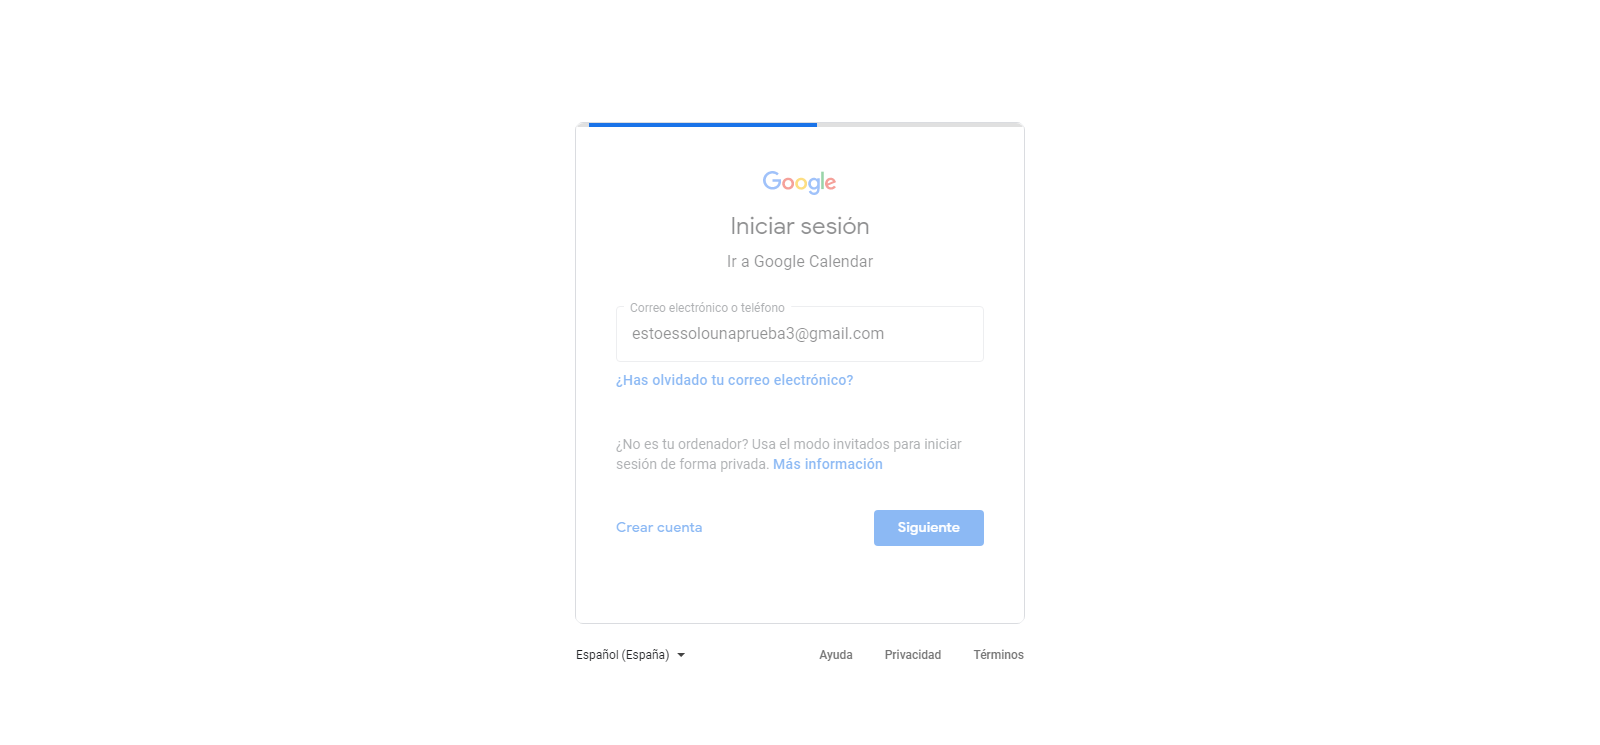 Google
Iniciar sesión
Ir a Google Calendar
Correo electrónico o teléfono
estoessolounaprueba3@gmail.com
¿Has olvidado tu correo electrónico?
¿No es tu ordenador? Usa el modo invitados para iniciar
sesión de forma privada. Más información
Crear cuenta
Siguiente
Español (España)
Ayuda
Privacidad
Términos